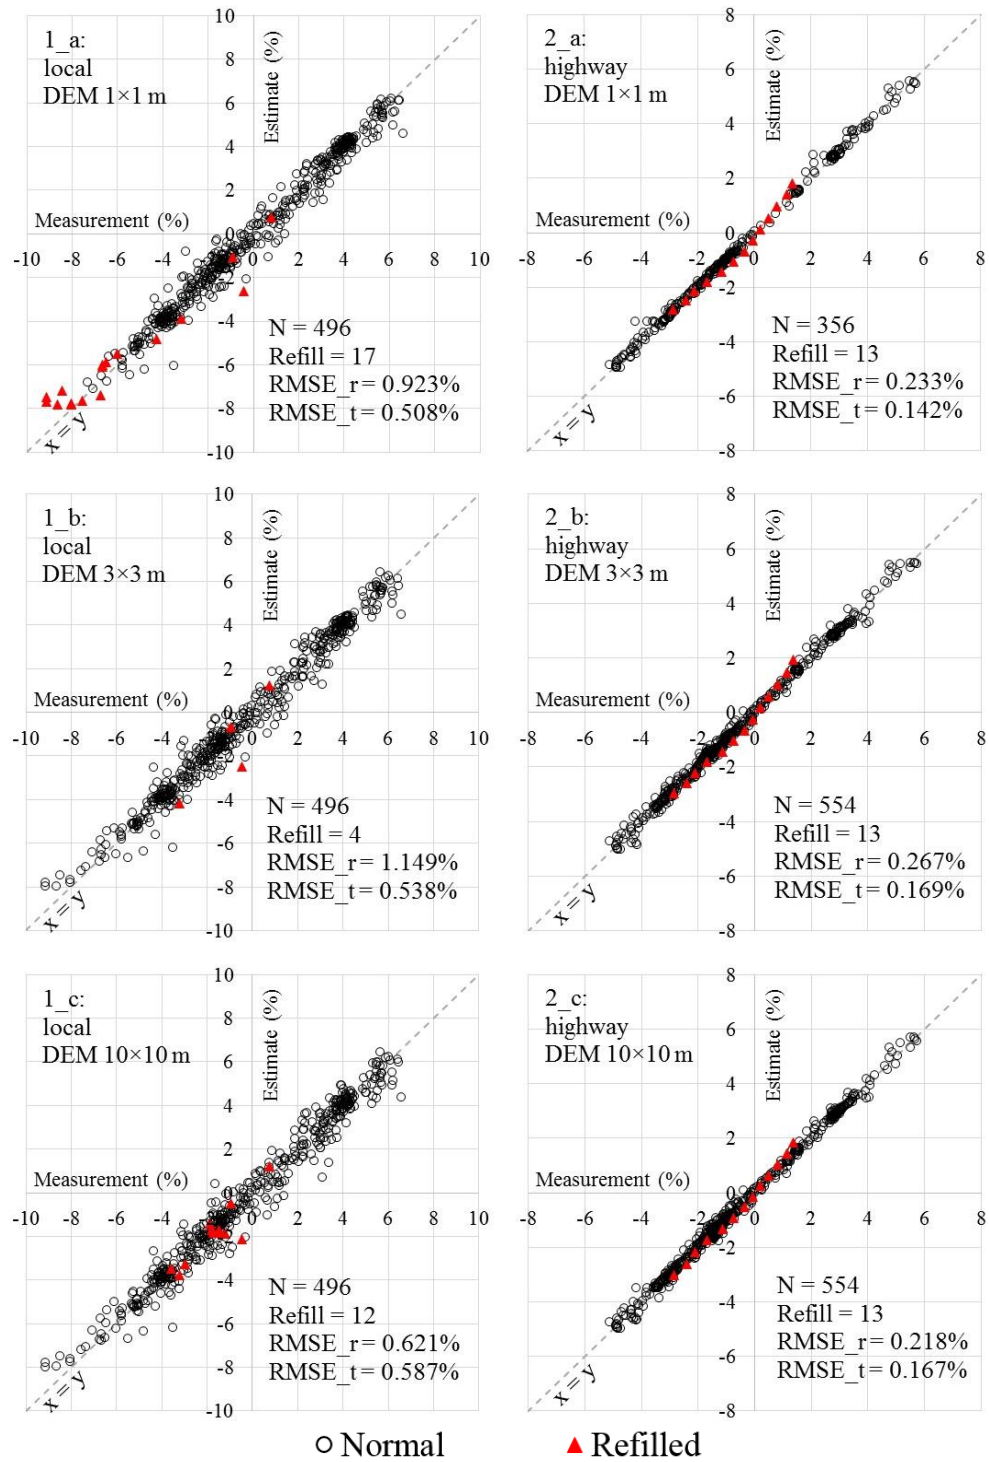 1_a:
local
DEM 1×1 m
Estimate (%)
Measurement (%)
10
8
6
4
2
0
-2
-4
-6
-8
-10
-10 -8 -6 -4 -2 0 2 4 6 8 10
N = 496
Refill = 17
RMSE_r = 0.923%
RMSE_t = 0.508%
x = y
2_a:
highway
DEM 1×1 m
Estimate (%)
Measurement (%)
8
6
4
2
0
-2
-4
-6
-8
-8 -6 -4 -2 0 2 4 6 8
N = 356
Refill = 13
RMSE_r = 0.233%
RMSE_t = 0.142%
x = y
1_b:
local
DEM 3×3 m
Estimate (%)
Measurement (%)
10
8
6
4
2
0
-2
-4
-6
-8
-10
-10 -8 -6 -4 -2 0 2 4 6 8 10
N = 496
Refill = 4
RMSE_r = 1.149%
RMSE_t = 0.538%
x = y
2_b:
highway
DEM 3×3 m
Estimate (%)
Measurement (%)
8
6
4
2
0
-2
-4
-6
-8
-8 -6 -4 -2 0 2 4 6 8
N = 554
Refill = 13
RMSE_r = 0.267%
RMSE_t = 0.169%
x = y
1_c:
local
DEM 10×10 m
Estimate (%)
Measurement (%)
10
8
6
4
2
0
-2
-4
-6
-8
-10
-10 -8 -6 -4 -2 0 2 4 6 8 10
N = 496
Refill = 12
RMSE_r = 0.621%
RMSE_t = 0.587%
x = y
2_c:
highway
DEM 10×10 m
Estimate (%)
Measurement (%)
8
6
4
2
0
-2
-4
-6
-8
-8 -6 -4 -2 0 2 4 6 8
N = 554
Refill = 13
RMSE_r = 0.218%
RMSE_t = 0.167%
x = y
Normal
Refilled